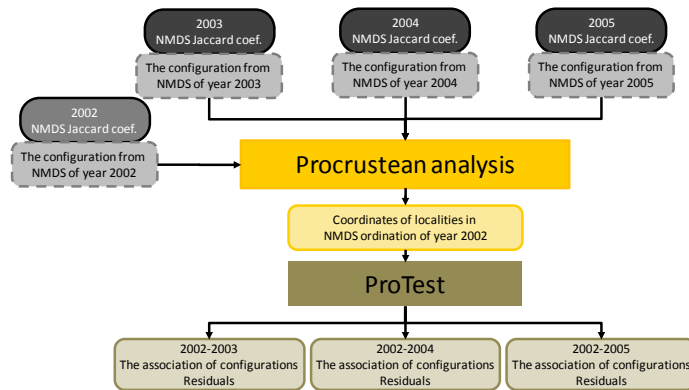 2003
NMDS Jaccard coef.
The configuration from
NMDS of year 2003
2004
NMDS Jaccard coef.
The configuration from
NMDS of year 2004
2005
NMDS Jaccard coef.
The configuration from
NMDS of year 2005
2002
NMDS Jaccard coef.
The configuration from
NMDS of year 2002
Procrustean analysis
Coordinates of localities in
NMDS ordination of year 2002
ProTest
2002-2003
The association of configurations
Residuals
2002-2004
The association of configurations
Residuals
2002-2005
The association of configurations
Residuals